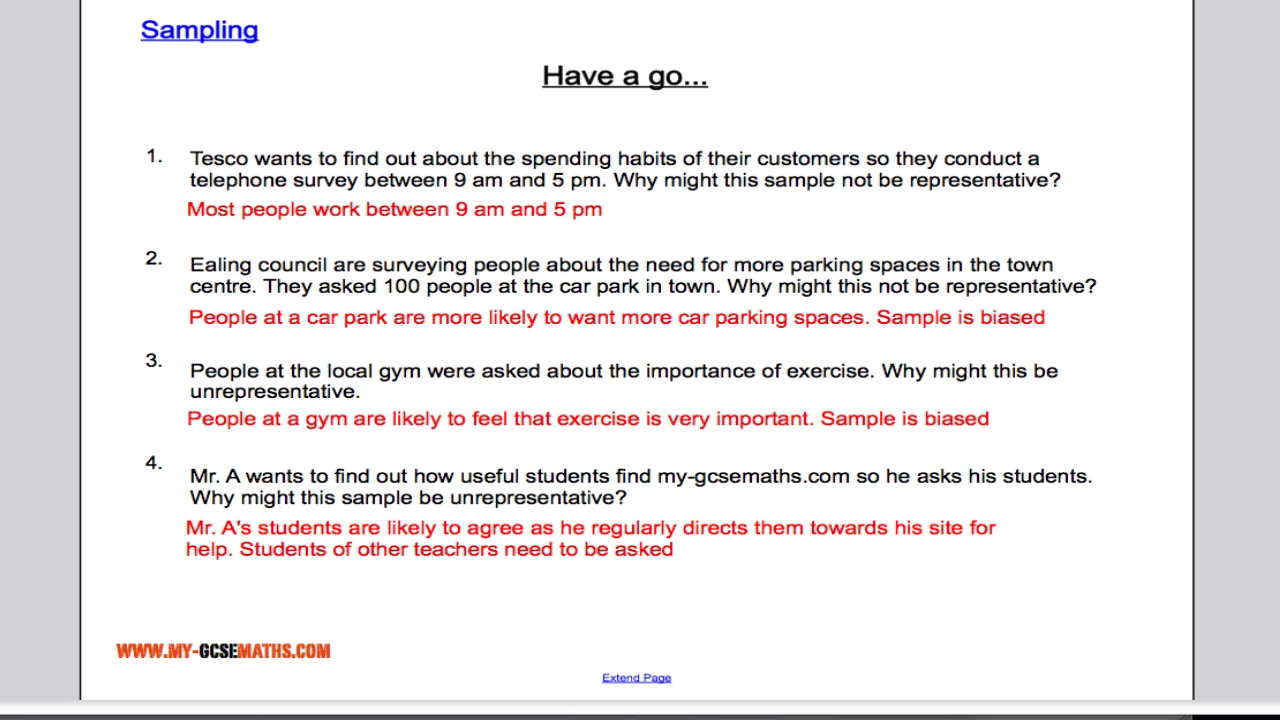 Sampling
Have a go...
1. Tesco wants to find out about the spending habits of their customers so they conduct a
telephone survey between 9 am and 5 pm. Why might this sample not be representative?
Most people work between 9 am and 5 pm
2. Ealing council are surveying people about the need for more parking spaces in the town
centre. They asked 100 people at the car park in town. Why might this not be representative?
People at a car park are more likely to want more car parking spaces. Sample is biased
3. People at the local gym were asked about the importance of exercise. Why might this be
unrepresentative.
People at a gym are likely to feel that exercise is very important. Sample is biased
4. Mr. A wants to find out how useful students find my-gcsemaths.com so he asks his students.
Why might this sample be unrepresentative?
Mr. A's students are likely to agree as he regularly directs them towards his site for
help. Students of other teachers need to be asked
WWW.MY-GCSEMATHS.COM
Extend Page